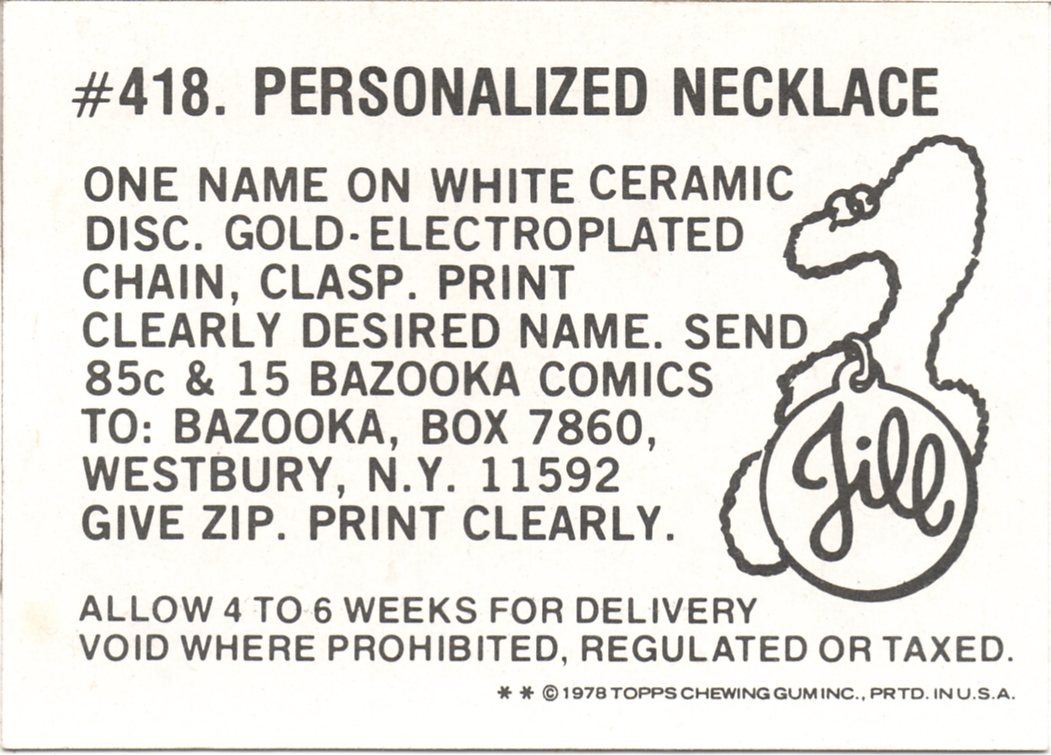 #418. PERSONALIZED NECKLACE
ONE NAME ON WHITE CERAMIC
DISC. GOLD-ELECTROPLATED
CHAIN, CLASP. PRINT
CLEARLY DESIRED NAME. SEND
85c & 15 BAZOOKA COMICS
TO: BAZOOKA, BOX 7860,
WESTBURY, N.Y. 11592
GIVE ZIP. PRINT CLEARLY.
Jill
ALLOW 4 TO 6 WEEKS FOR DELIVERY
VOID WHERE PROHIBITED, REGULATED OR TAXED.
** © 1978 TOPPS CHEWING GUM INC., PRTD. IN U.S.A.